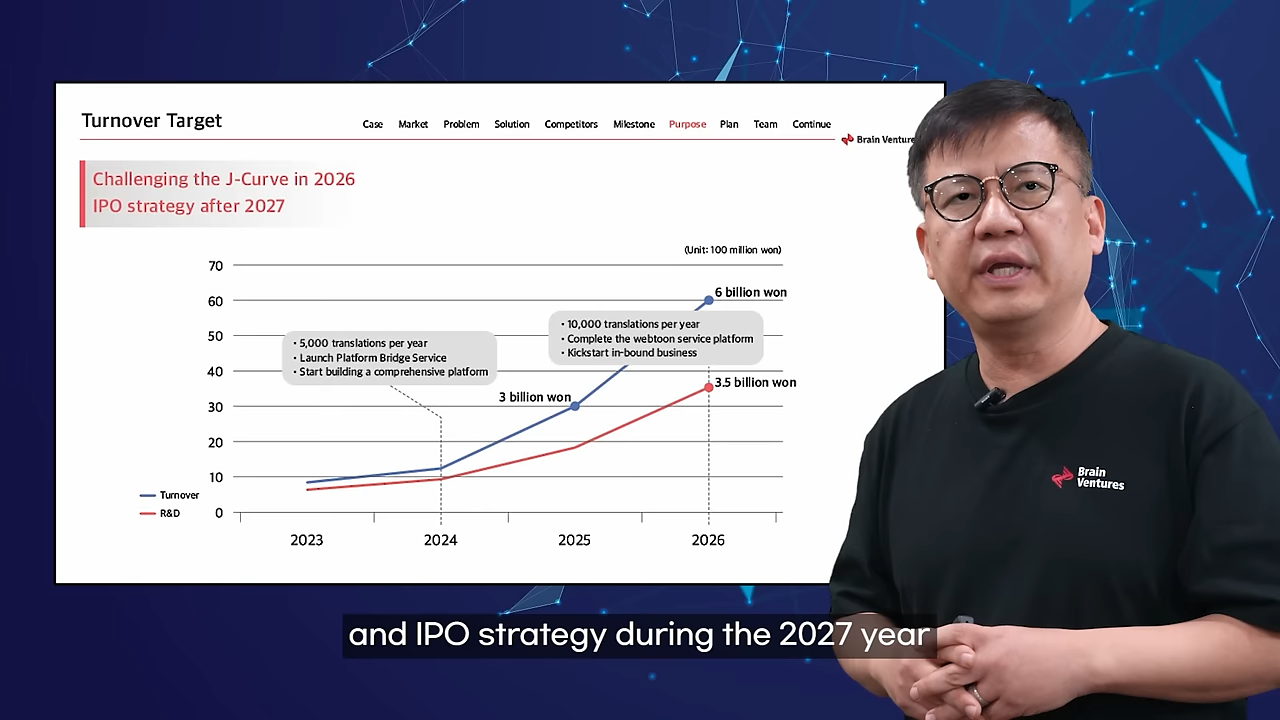 Turnover Target
Case Market Problem Solution Competitors Milestone Purpose Plan Team Continue
Brain Venture
Challenging the J-Curve in 2026
IPO strategy after 2027
(Unit: 100 million won)
70
60
50
40
30
20
10
0
6 billion won
• 10,000 translations per year
• Complete the webtoon service platform
• Kickstart in-bound business
• 5,000 translations per year
• Launch Platform Bridge Service
• Start building a comprehensive platform
3.5 billion won
3 billion won
Turnover
R&D
2023 2024 2025 2026
Brain
Ventures
and IPO strategy during the 2027 year